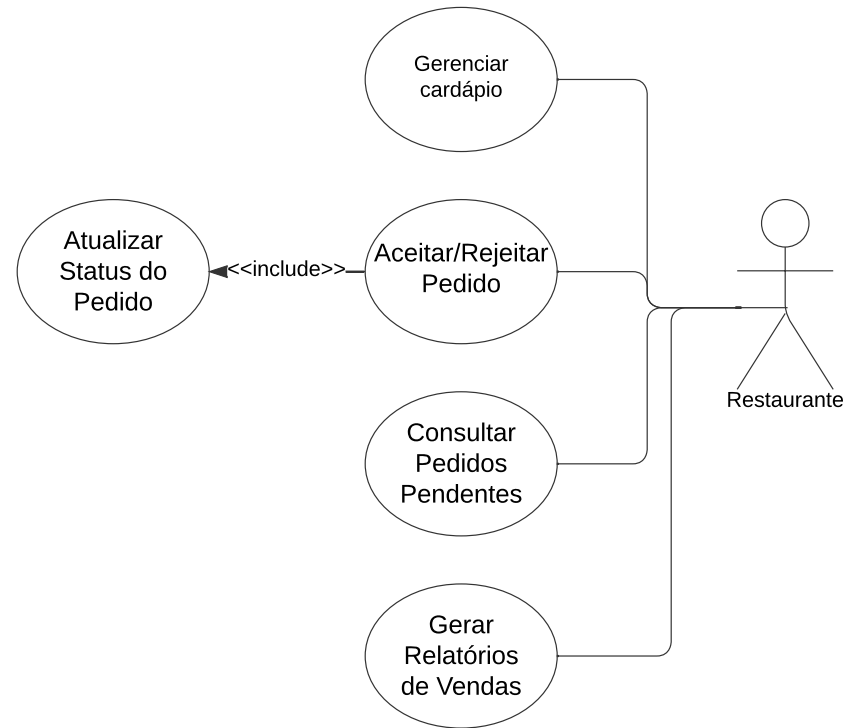 Gerenciar
cardápio
Atualizar
Status do
Pedido
<<include>>
Aceitar/Rejeitar
Pedido
Restaurante
Consultar
Pedidos
Pendentes
Gerar
Relatórios
de Vendas